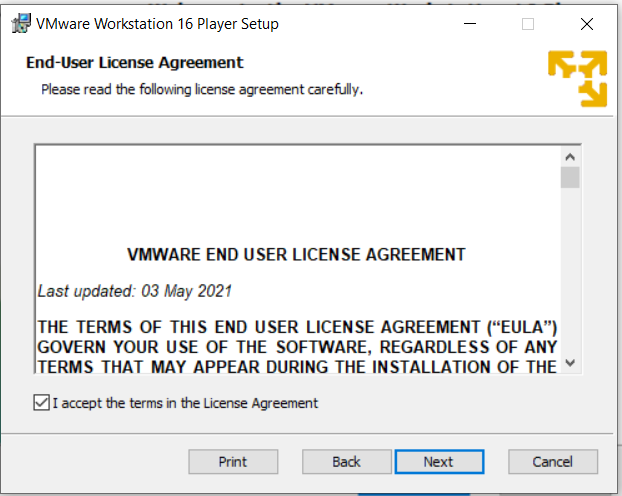 VMware Workstation 16 Player Setup
End-User License Agreement
Please read the following license agreement carefully.
VMWARE END USER LICENSE AGREEMENT
Last updated: 03 May 2021
THE TERMS OF THIS END USER LICENSE AGREEMENT (“EULA”)
GOVERN YOUR USE OF THE SOFTWARE, REGARDLESS OF ANY
TERMS THAT MAY APPEAR DURING THE INSTALLATION OF THE
I accept the terms in the License Agreement
Print Back Next Cancel